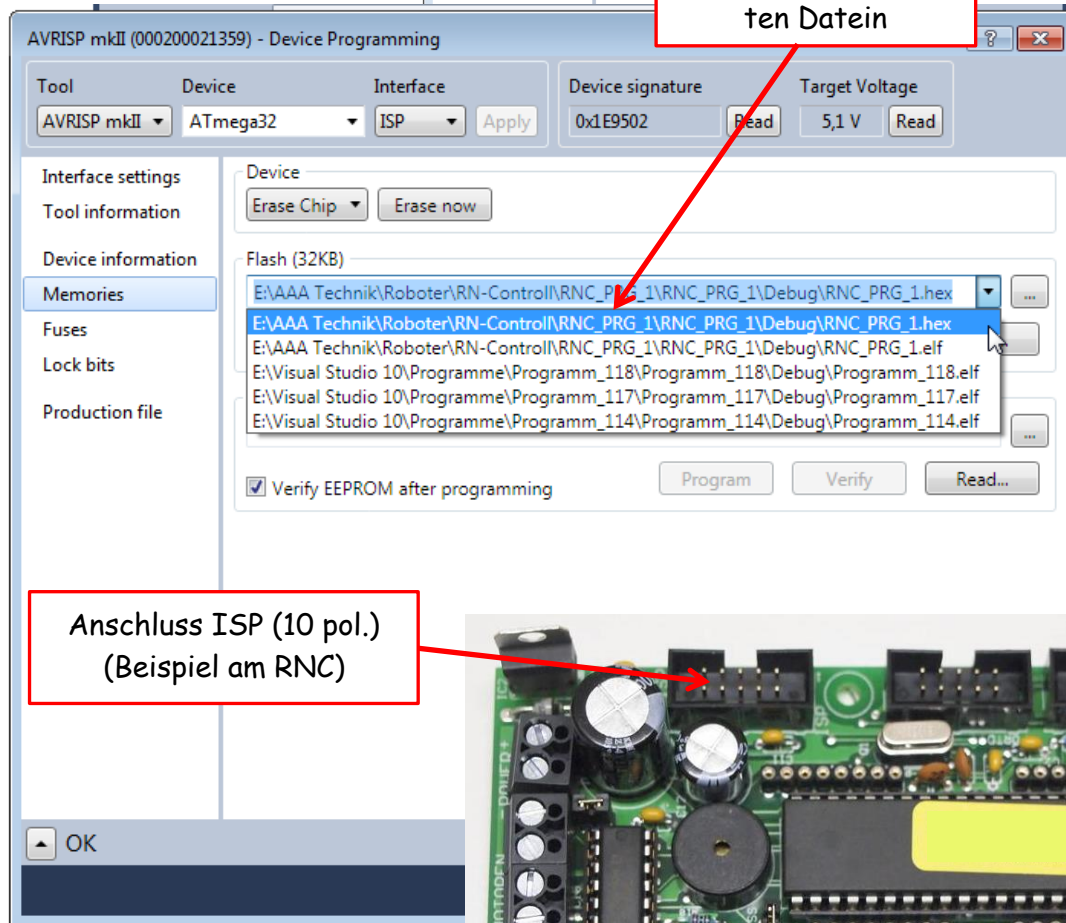 ten Datein
AVRISP mkII (000200021359) - Device Programming
Tool Device Interface Device signature Target Voltage
AVRISP mkII ATmega32 ISP Apply 0x1E9502 Read 5,1 V Read
Interface settings
Tool information
Device information
Memories
Fuses
Lock bits
Production file
Device
Erase Chip Erase now
Flash (32KB)
E:\AAA Technik\Roboter\RN-Controll\RNC_PRG_1\RNC_PRG_1\Debug\RNC_PRG_1.hex ...
E:\AAA Technik\Roboter\RN-Controll\RNC_PRG_1\RNC_PRG_1\Debug\RNC_PRG_1.hex
E:\AAA Technik\Roboter\RN-Controll\RNC_PRG_1\RNC_PRG_1\Debug\RNC_PRG_1.elf
E:\Visual Studio 10\Programme\Programm_118\Programm_118\Debug\Programm_118.elf
E:\Visual Studio 10\Programme\Programm_117\Programm_117\Debug\Programm_117.elf
E:\Visual Studio 10\Programme\Programm_114\Programm_114\Debug\Programm_114.elf
...
Verify EEPROM after programming Program Verify Read...
Anschluss ISP (10 pol.)
(Beispiel am RNC)
ISP
POWER+
OK